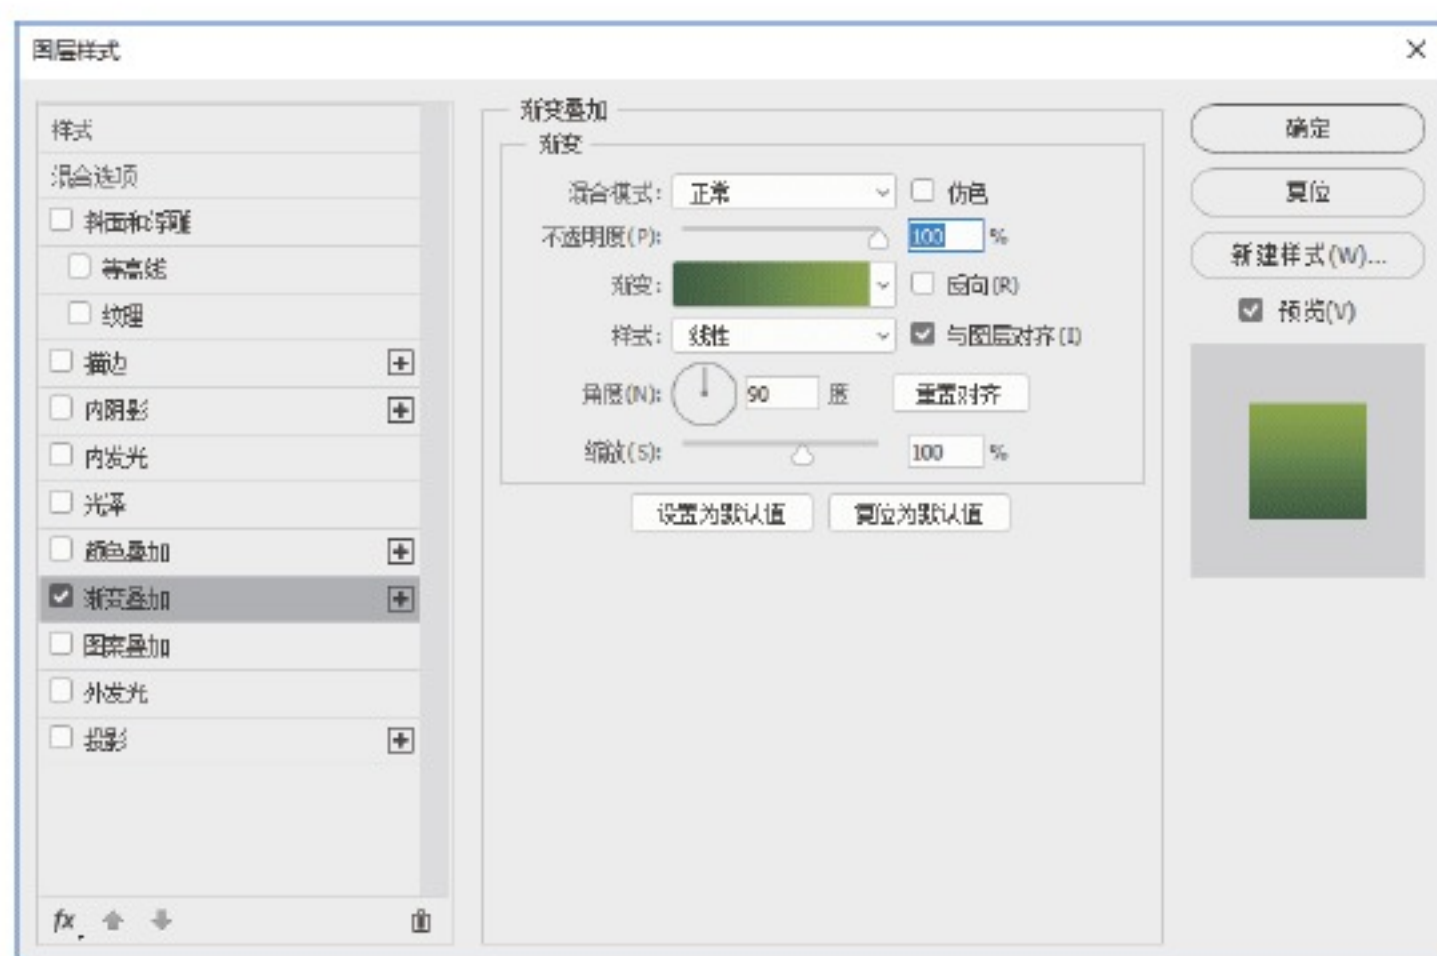 图层样式
样式
混合选项
斜面和浮雕
等高线
纹理
描边
内阴影
内发光
光泽
颜色叠加
渐变叠加
图案叠加
外发光
投影
fx
渐变叠加
渐变
混合模式: 正常 仿色
不透明度(P): 100 %
渐变: 反向(R)
样式: 线性 与图层对齐(I)
角度(N): 90 度 重置对齐
缩放(S): 100 %
设置为默认值 复位为默认值
确定
复位
新建样式(W)...
预览(V)